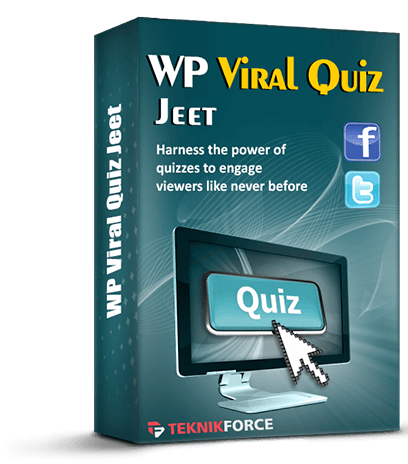 WP Viral Quiz
Jeet
Harness the power of
quizzes to engage
viewers like never before
f
t
Quiz
TEKNIKFORCE
WP Viral Quiz Jeet